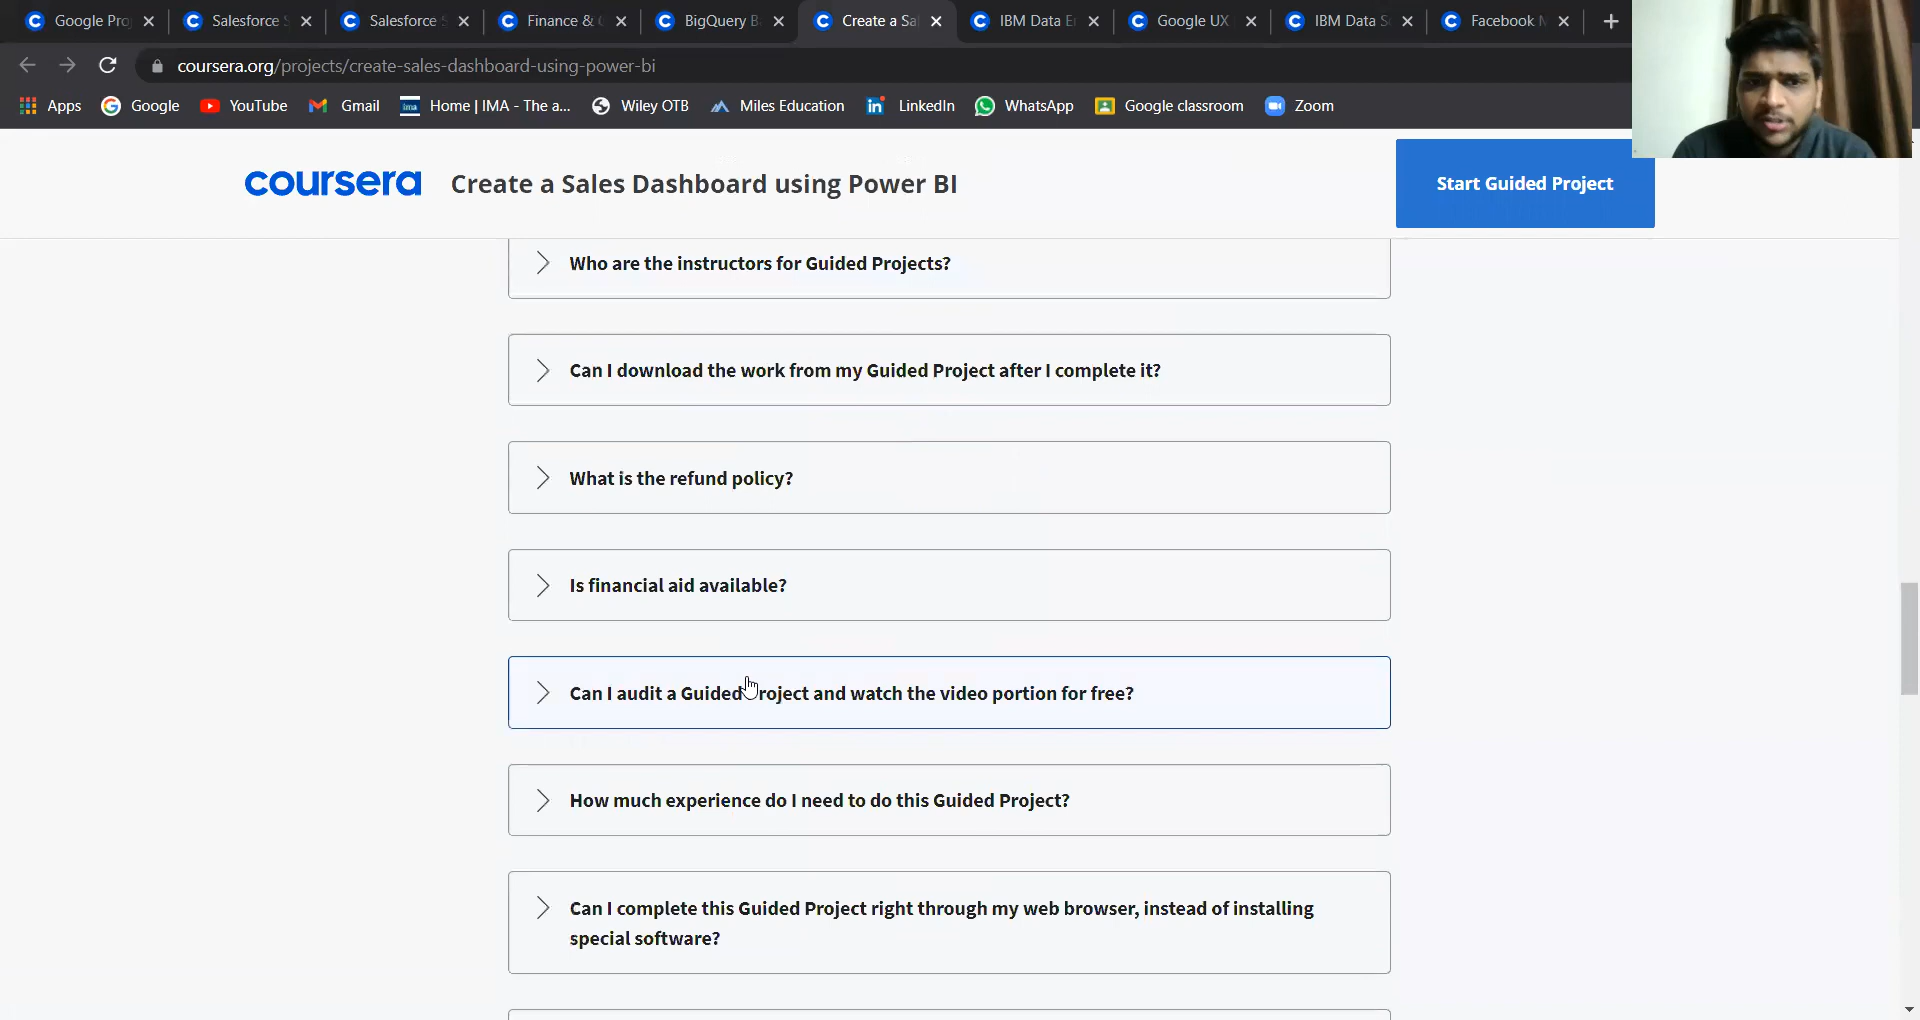 Google Pro
Salesforce S
Salesforce S
Finance &
BigQuery B
Create a Sal
IBM Data E
Google UX
IBM Data S
Facebook M
coursera.org/projects/create-sales-dashboard-using-power-bi
Apps
Google
YouTube
Gmail
Home | IMA - The a...
Wiley OTB
Miles Education
LinkedIn
WhatsApp
Google classroom
Zoom
coursera
Create a Sales Dashboard using Power BI
Start Guided Project
Who are the instructors for Guided Projects?
Can I download the work from my Guided Project after I complete it?
What is the refund policy?
Is financial aid available?
Can I audit a Guided Project and watch the video portion for free?
How much experience do I need to do this Guided Project?
Can I complete this Guided Project right through my web browser, instead of installing
special software?